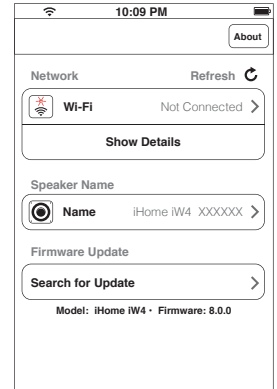 10:09 PM
About
Network Refresh
Wi-Fi Not Connected
Show Details
Speaker Name
Name iHome iW4 XXXXXX
Firmware Update
Search for Update
Model: iHome iW4 • Firmware: 8.0.0